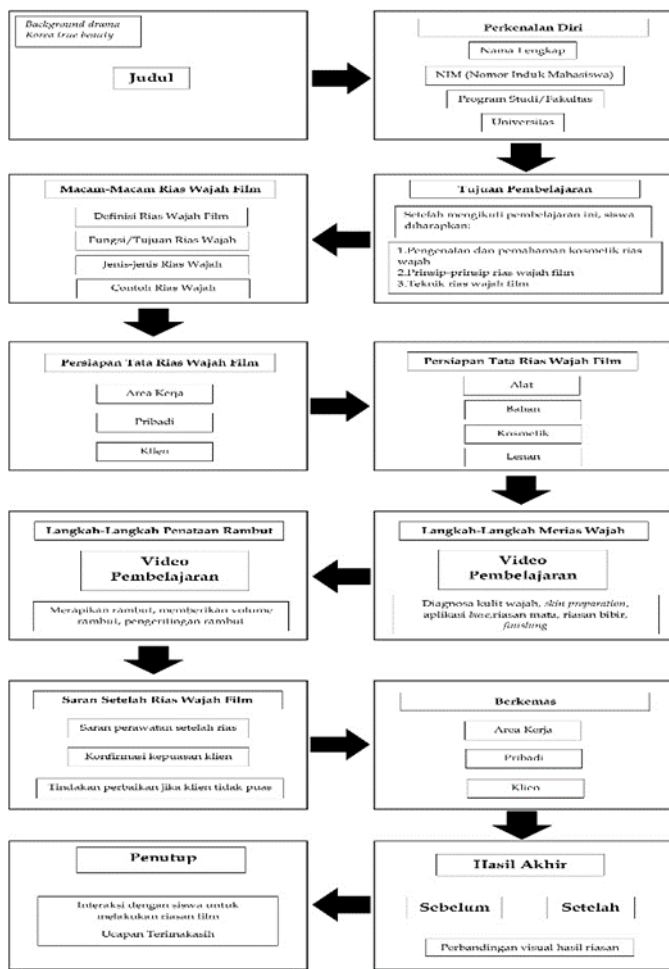 Background drama
Korea true beauty
Judul
Perkenalan Diri
Nama Lengkap
NIM (Nomor Induk Mahasiswa)
Program Studi/Fakultas
Universitas
Tujuan Pembelajaran
Setelah mengikuti pembelajaran ini, siswa
diharapkan:
1.Pengenalan dan pemahaman kosmetik rias
wajah
2.Prinsip-prinsip rias wajah film
3.Teknik rias wajah film
Macam-Macam Rias Wajah Film
Definisi Rias Wajah Film
Fungsi/Tujuan Rias Wajah
Jenis-jenis Rias Wajah
Contoh Rias Wajah
Persiapan Tata Rias Wajah Film
Area Kerja
Pribadi
Klien
Persiapan Tata Rias Wajah Film
Alat
Bahan
Kosmetik
Lenan
Langkah-Langkah Merias Wajah
Video
Pembelajaran
Diagnosa kulit wajah, skin preparation,
aplikasi base,riasan mata, riasan bibir,
finishing
Langkah-Langkah Penataan Rambut
Video
Pembelajaran
Merapikan rambut, memberikan volume
rambut, pengeritingan rambut
Saran Setelah Rias Wajah Film
Saran perawatan setelah rias
Konfirmasi kepuasan klien
Tindakan perbaikan jika klien tidak puas
Berkemas
Area Kerja
Pribadi
Klien
Hasil Akhir
Sebelum
Setelah
Perbandingan visual hasil riasan
Penutup
Interaksi dengan siswa untuk
melakukan riasan film
Ucapan Terimakasih